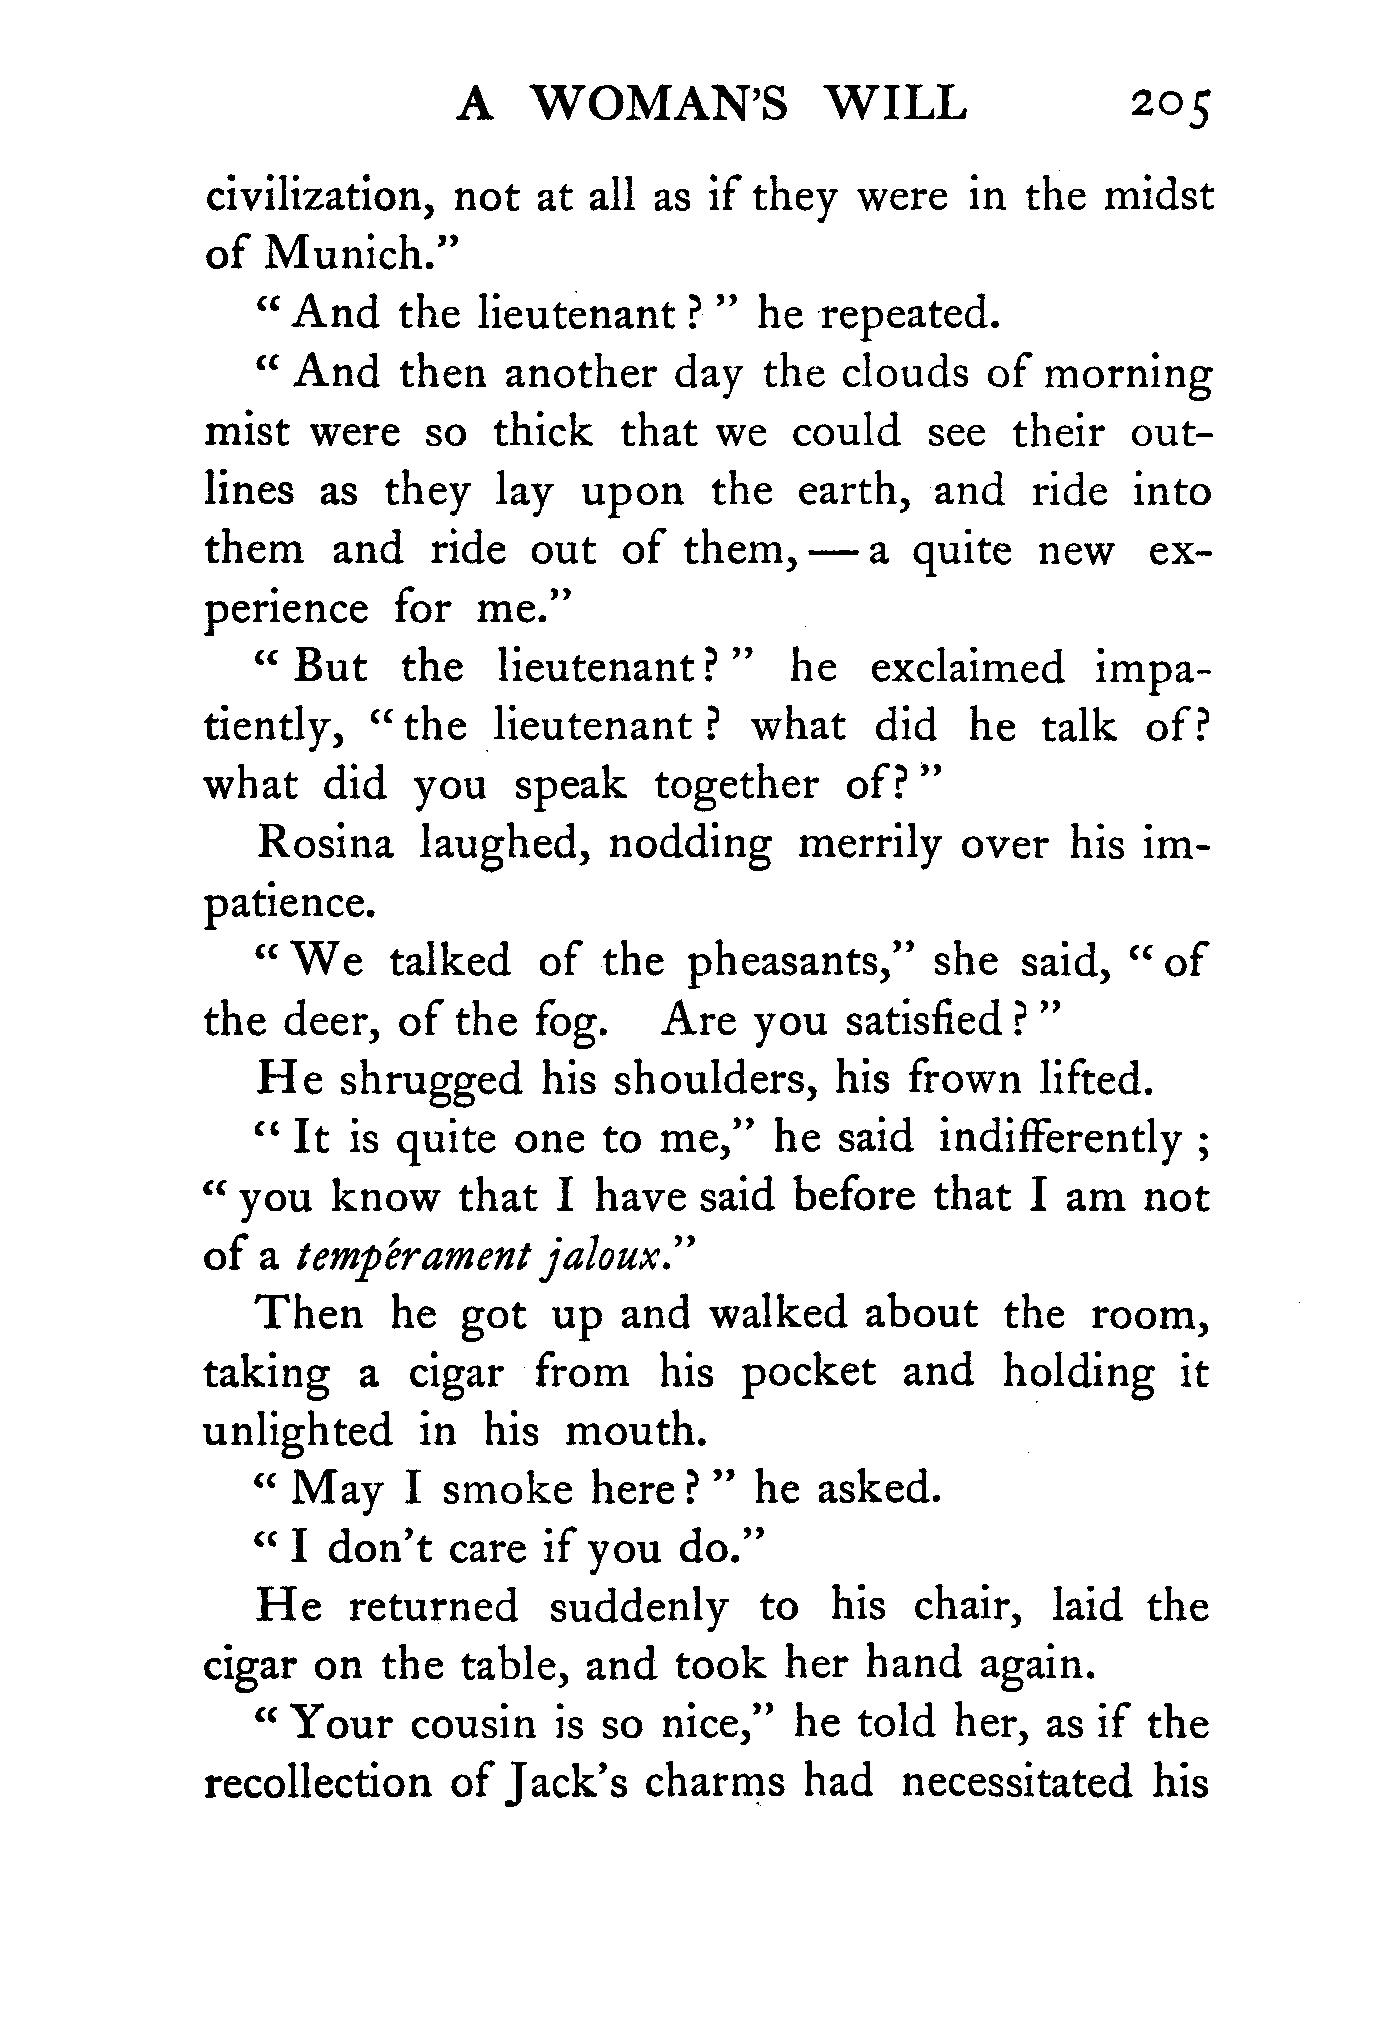 A WOMAN'S WILL 205
civilization, not at all as if they were in the midst
of Munich."
"And the lieutenant?" he repeated.
"And then another day the clouds of morning
mist were so thick that we could see their out-
lines as they lay upon the earth, and ride into
them and ride out of them,—a quite new ex-
perience for me."
"But the lieutenant?" he exclaimed impa-
tiently, "the lieutenant? what did he talk of?
what did you speak together of?"
Rosina laughed, nodding merrily over his im-
patience.
"We talked of the pheasants," she said, "of
the deer, of the fog. Are you satisfied?"
He shrugged his shoulders, his frown lifted.
"It is quite one to me," he said indifferently;
"you know that I have said before that I am not
of a tempérament jaloux."
Then he got up and walked about the room,
taking a cigar from his pocket and holding it
unlighted in his mouth.
"May I smoke here?" he asked.
"I don't care if you do."
He returned suddenly to his chair, laid the
cigar on the table, and took her hand again.
"Your cousin is so nice," he told her, as if the
recollection of Jack's charms had necessitated his